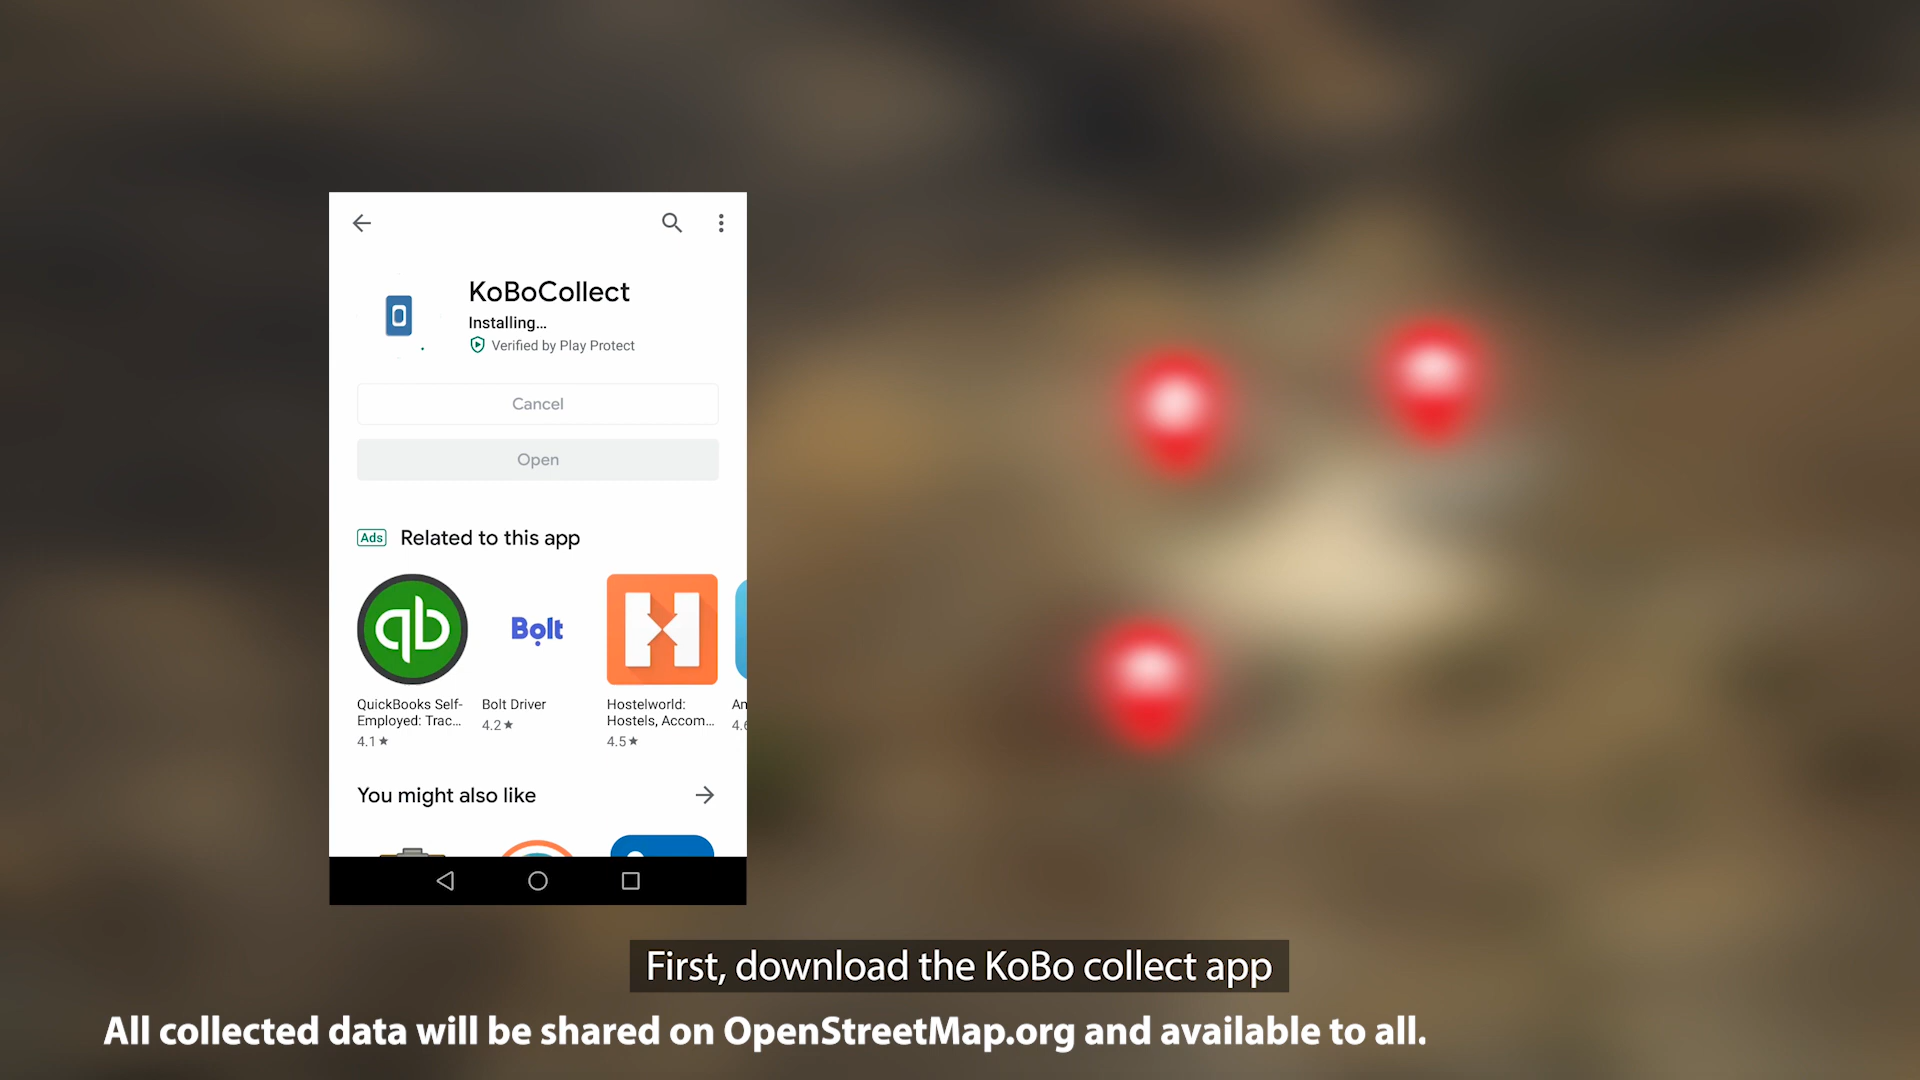 KoBoCollect
Installing...
Verified by Play Protect
Cancel
Open
Ads Related to this app
qb
Bolt
H
QuickBooks Self-
Employed: Trac...
4.1★
Bolt Driver
4.2★
Hostelworld:
Hostels, Accom...
4.5★
You might also like
First, download the KoBo collect app
All collected data will be shared on OpenStreetMap.org and available to all.